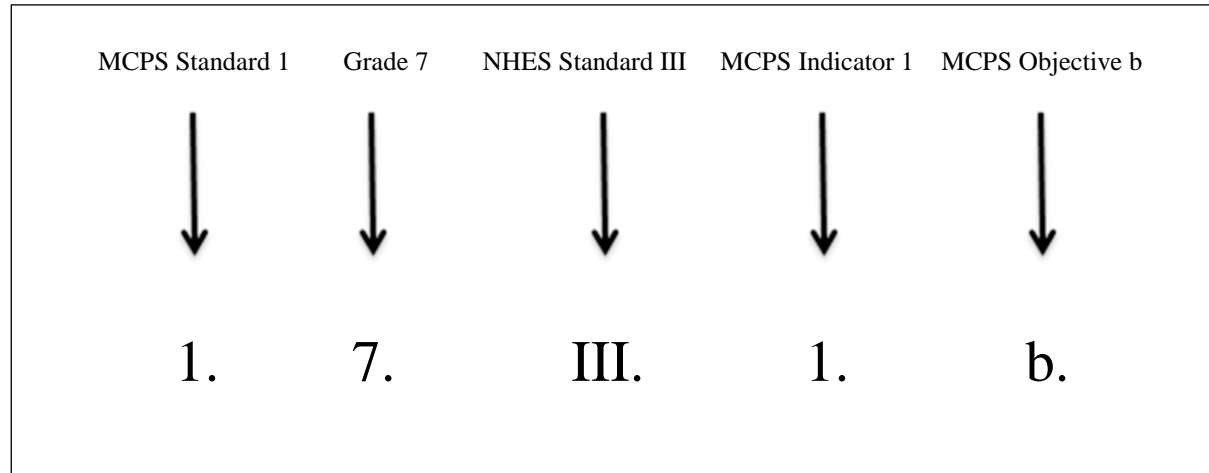 MCPS Standard 1 Grade 7 NHES Standard III MCPS Indicator 1 MCPS Objective b
1. 7. III. 1. b.